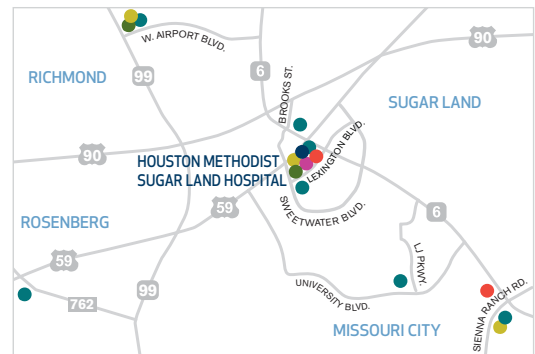 W. AIRPORT BLVD.
90
99
6
RICHMOND
BROOKS ST.
SUGAR LAND
LEXINGTON BLVD.
90
HOUSTON METHODIST
SUGAR LAND HOSPITAL
59
SWEETWATER BLVD.
6
ROSENBERG
LJ PKWY.
59
99
UNIVERSITY BLVD.
762
SIENNA RANCH RD.
MISSOURI CITY